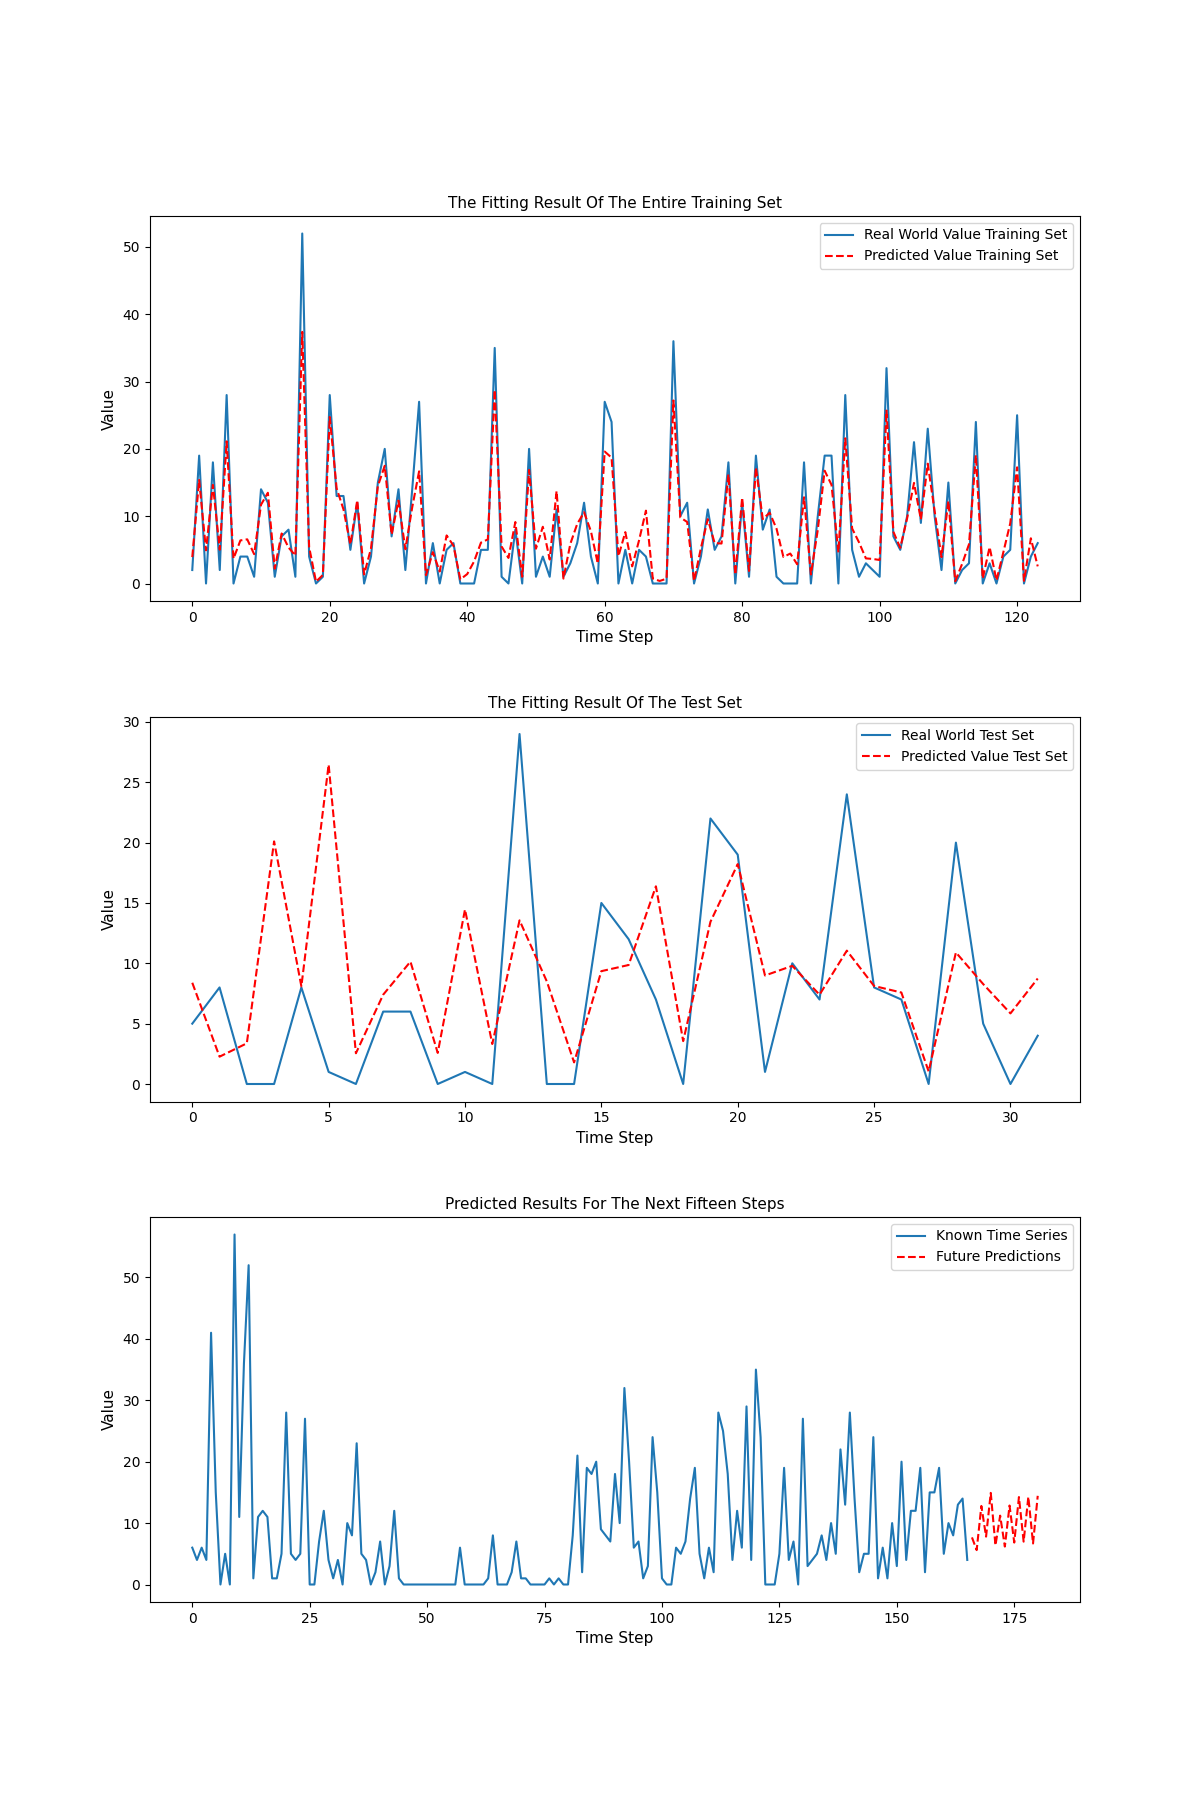 The Fitting Result Of The Entire Training Set
Real World Value Training Set
Predicted Value Training Set
50
40
30
20
10
0
Value
0 20 40 60 80 100 120
Time Step
The Fitting Result Of The Test Set
Real World Test Set
Predicted Value Test Set
30
25
20
15
10
5
0
Value
0 5 10 15 20 25 30
Time Step
Predicted Results For The Next Fifteen Steps
Known Time Series
Future Predictions
50
40
30
20
10
0
Value
0 25 50 75 100 125 150 175
Time Step